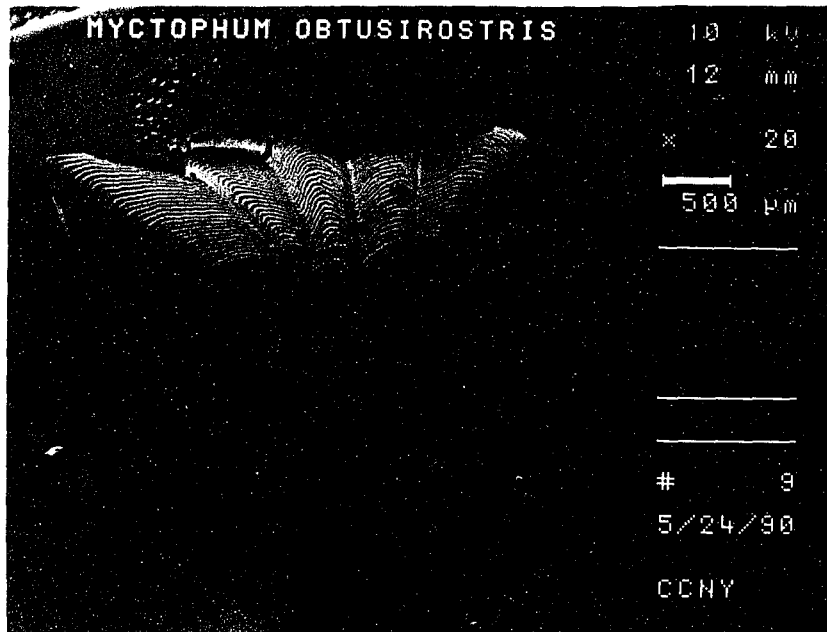 MYCTOPHUM OBTUSIROSTRIS
10 kV
12 mm
× 20
500 µm
# 9
5/24/90
CCNY